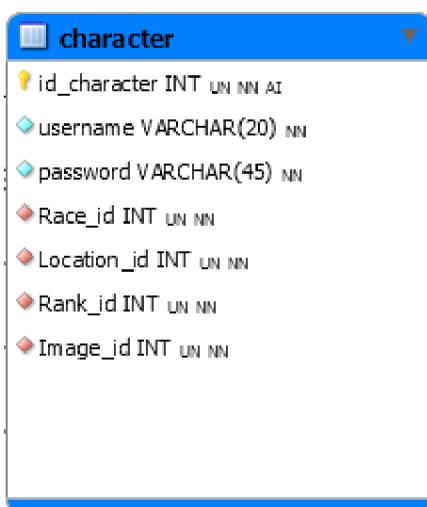 character
id_character INT UN NN AI
username VARCHAR(20) NN
password VARCHAR(45) NN
Race_id INT UN NN
Location_id INT UN NN
Rank_id INT UN NN
Image_id INT UN NN